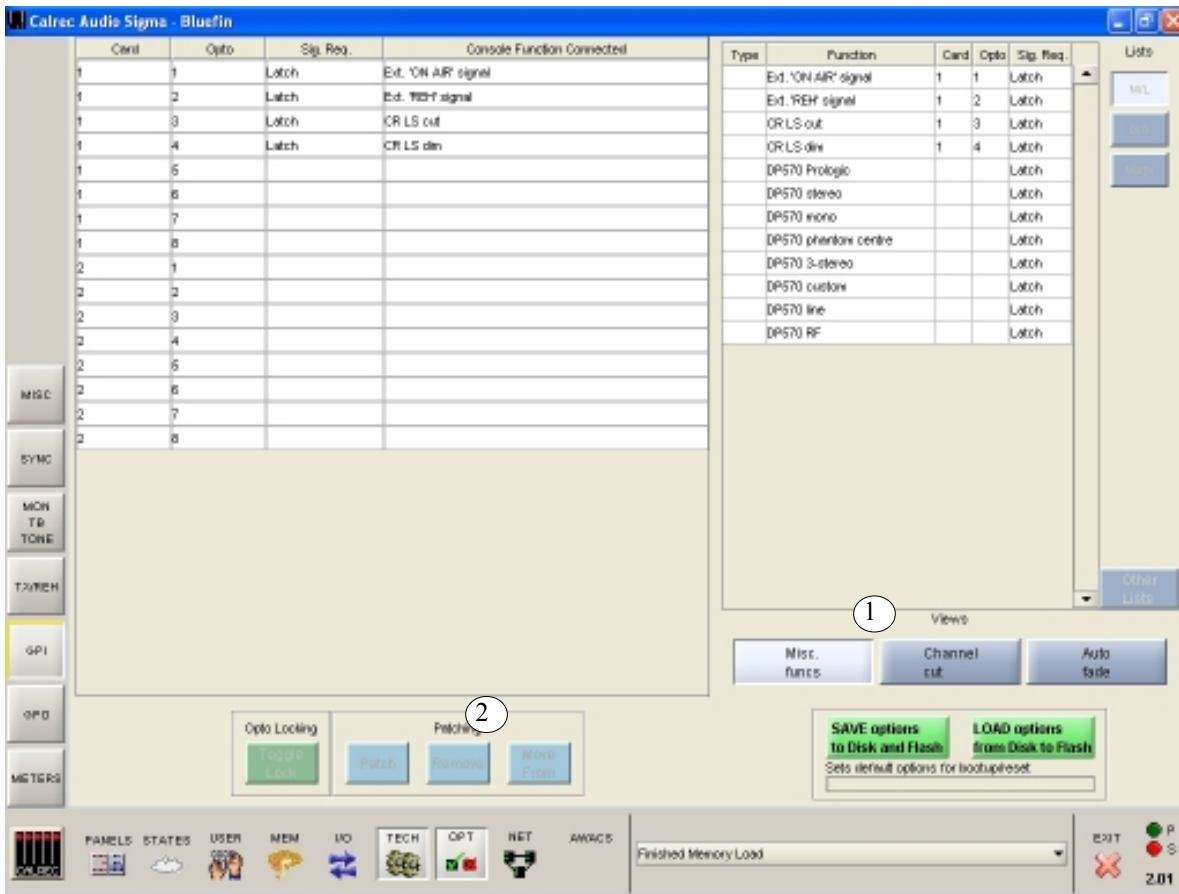 Calrec Audio Sigma - Bluefin
Card Opto Sig. Req. Console Function Connected
1 1 Latch Ext. 'ON AIR' signal
1 2 Latch Ext. 'REH' signal
1 3 Latch CR LS cut
1 4 Latch CR LS dim
1 5
1 6
1 7
1 8
2 1
2 2
2 3
2 4
2 5
2 6
2 7
2 8
Type Function Card Opto Sig. Req.
Ext. 'ON AIR' signal 1 1 Latch
Ext. 'REH' signal 1 2 Latch
CR LS cut 1 3 Latch
CR LS dim 1 4 Latch
DP570 Prologic Latch
DP570 stereo Latch
DP570 mono Latch
DP570 phantom centre Latch
DP570 3-stereo Latch
DP570 custom Latch
DP570 line Latch
DP570 RF Latch
Lists
M/L
Other
Lists
MISC
SYNC
MON
TB
TONE
TX/REH
GPI
GPO
METERS
1
Views
Misc.
funcs
Channel
cut
Auto
fade
2
Opto Locking
Toggle
Lock
Patching
Patch
Remove
Move
From
SAVE options
to Disk and Flash
LOAD options
from Disk to Flash
Sets default options for bootup/reset
CALREC
PANELS STATES USER MEM I/O TECH OPT NET AWACS
Finished Memory Load
EXIT
P
S
2.01